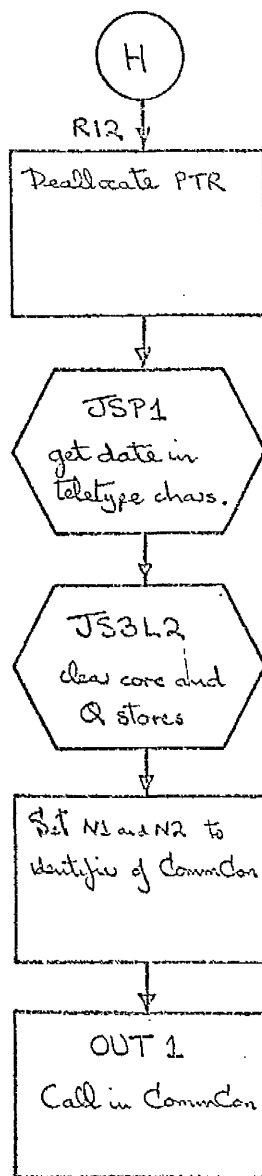 H
R12
Deallocate PTR
JSP1
get date in
teletype chars.
JS3L2
clear core and
Q stores
Set N1 and N2 to
identifier of CommCon
OUT 1
Call in CommCon